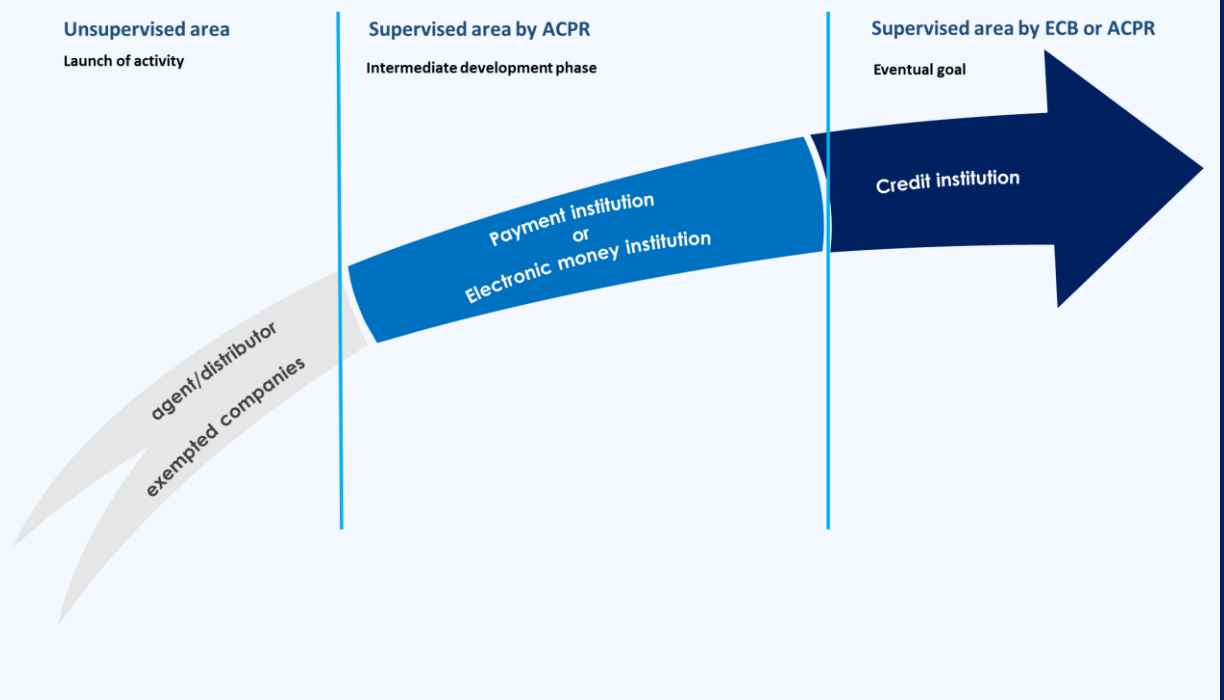 Unsupervised area
Launch of activity
Supervised area by ACPR
Intermediate development phase
Supervised area by ECB or ACPR
Eventual goal
agent/distributor
exempted companies
Payment institution
or
Electronic money institution
Credit institution